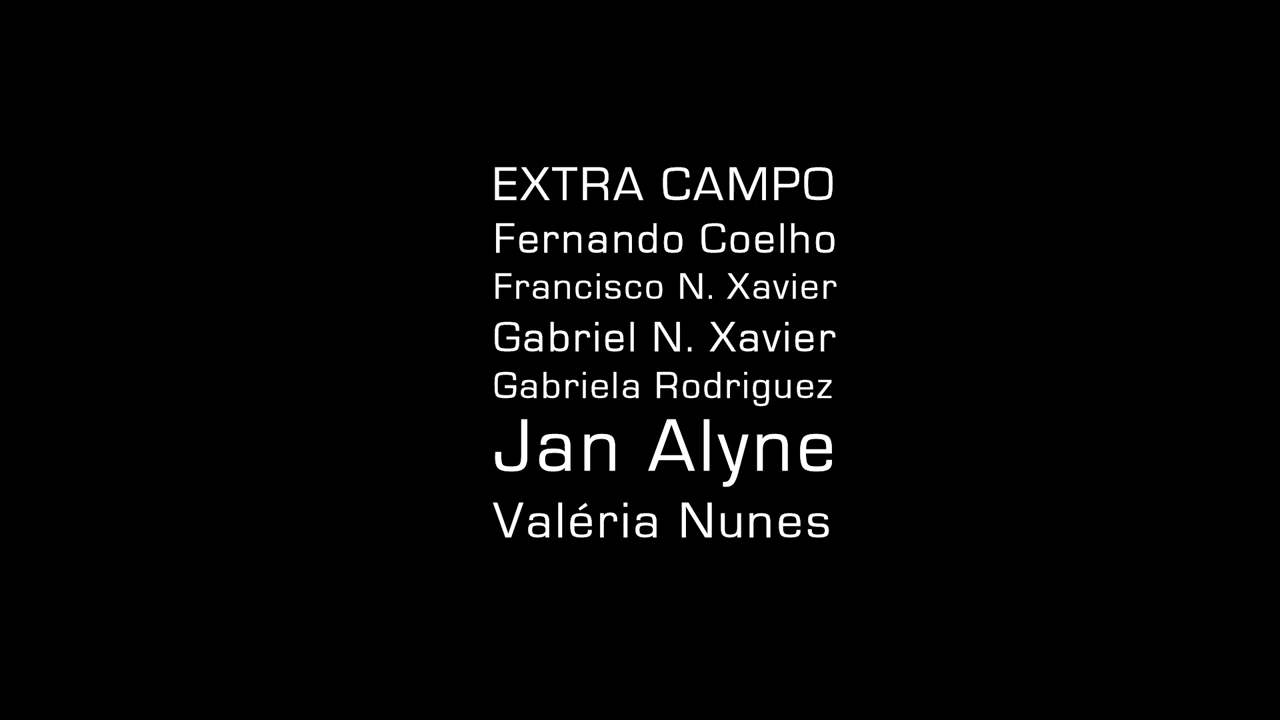 EXTRA CAMPO
Fernando Coelho
Francisco N. Xavier
Gabriel N. Xavier
Gabriela Rodriguez
Jan Alyne
Valéria Nunes